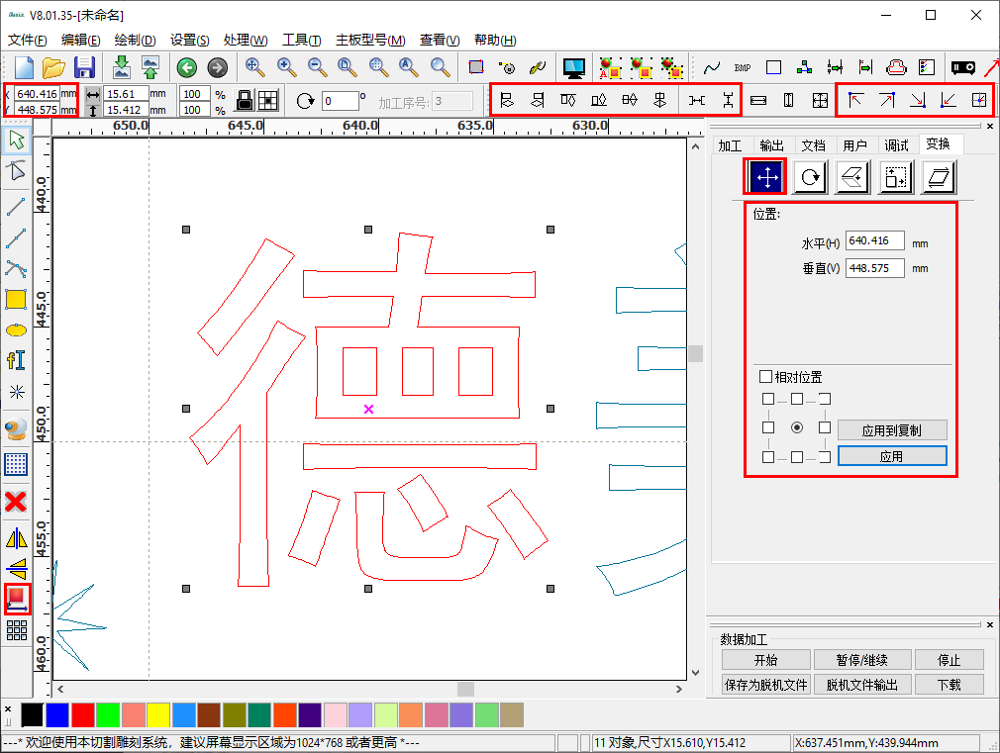 V8.01.35-[未命名]
文件(F) 编辑(E) 绘制(D) 设置(S) 处理(W) 工具(T) 主板型号(M) 查看(V) 帮助(H)
BMP
X 640.416 mm 15.61 mm 100 %
Y 448.575 mm 15.412 mm 100 %
0 ° 加工序号: 3
650.0 645.0 640.0 635.0 630.0
440.0
445.0
450.0
455.0
460.0
德
加工 输出 文档 用户 调试 变换
位置:
水平(H) 640.416 mm
垂直(V) 448.575 mm
相对位置
应用到复制
应用
数据加工
开始 暂停/继续 停止
保存为脱机文件 脱机文件输出 下载
---* 欢迎使用本切割雕刻系统，建议屏幕显示区域为1024*768 或者更高 *---
11 对象,尺寸X15.610,Y15.412
X:637.451mm,Y:439.944mm